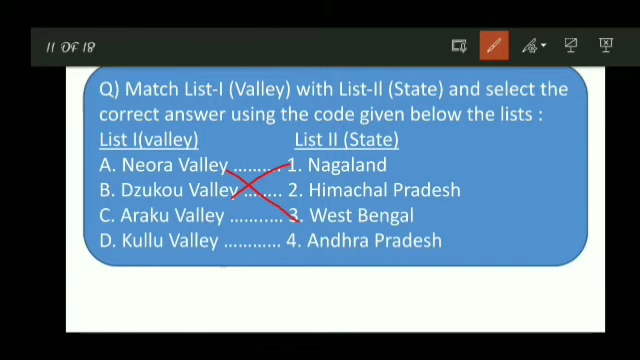 11 OF 18
Q) Match List-I (Valley) with List-II (State) and select the
correct answer using the code given below the lists :
List I(valley) List II (State)
A. Neora Valley .......... 1. Nagaland
B. Dzukou Valley ........ 2. Himachal Pradesh
C. Araku Valley .......... 3. West Bengal
D. Kullu Valley ............ 4. Andhra Pradesh